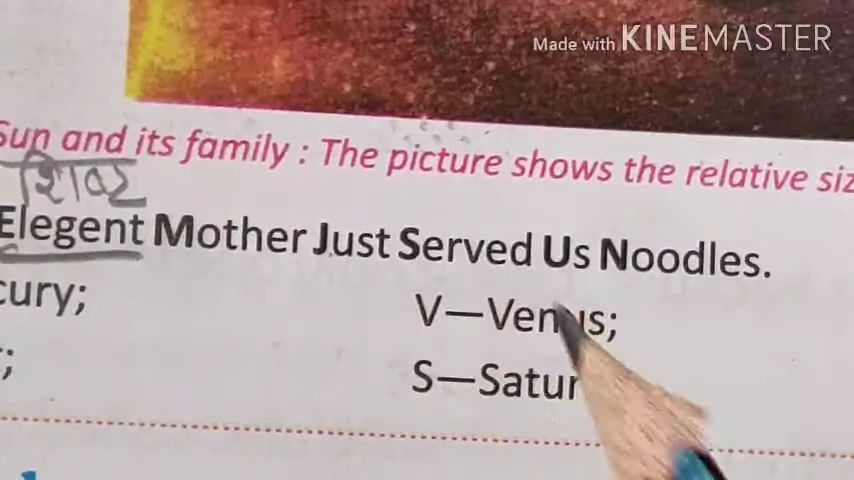 Made with KINEMASTER
Sun and its family : The picture shows the relative siz
Elegent Mother Just Served Us Noodles.
cury; V—Venus;
; S—Satur